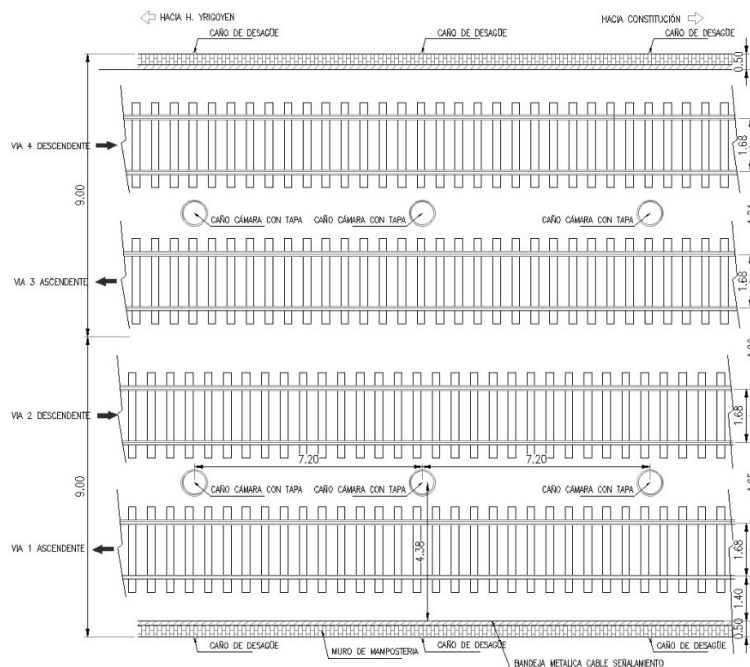 HACIA H. YRIGOYEN
HACIA CONSTITUCIÓN
CAÑO DE DESAGÜE
CAÑO DE DESAGÜE
CAÑO DE DESAGÜE
0.50
VIA 4 DESCENDENTE
1.68
9.00
CAÑO CÁMARA CON TAPA
CAÑO CÁMARA CON TAPA
CAÑO CÁMARA CON TAPA
VIA 3 ASCENDENTE
1.68
VIA 2 DESCENDENTE
1.68
7.20
7.20
9.00
CAÑO CÁMARA CON TAPA
CAÑO CÁMARA CON TAPA
CAÑO CÁMARA CON TAPA
VIA 1 ASCENDENTE
4.38
1.68
1.40
0.50
CAÑO DE DESAGÜE
MURO DE MAMPOSTERIA
CAÑO DE DESAGÜE
CAÑO DE DESAGÜE
BANDEJA METALICA CABLE SEÑALAMIENTO